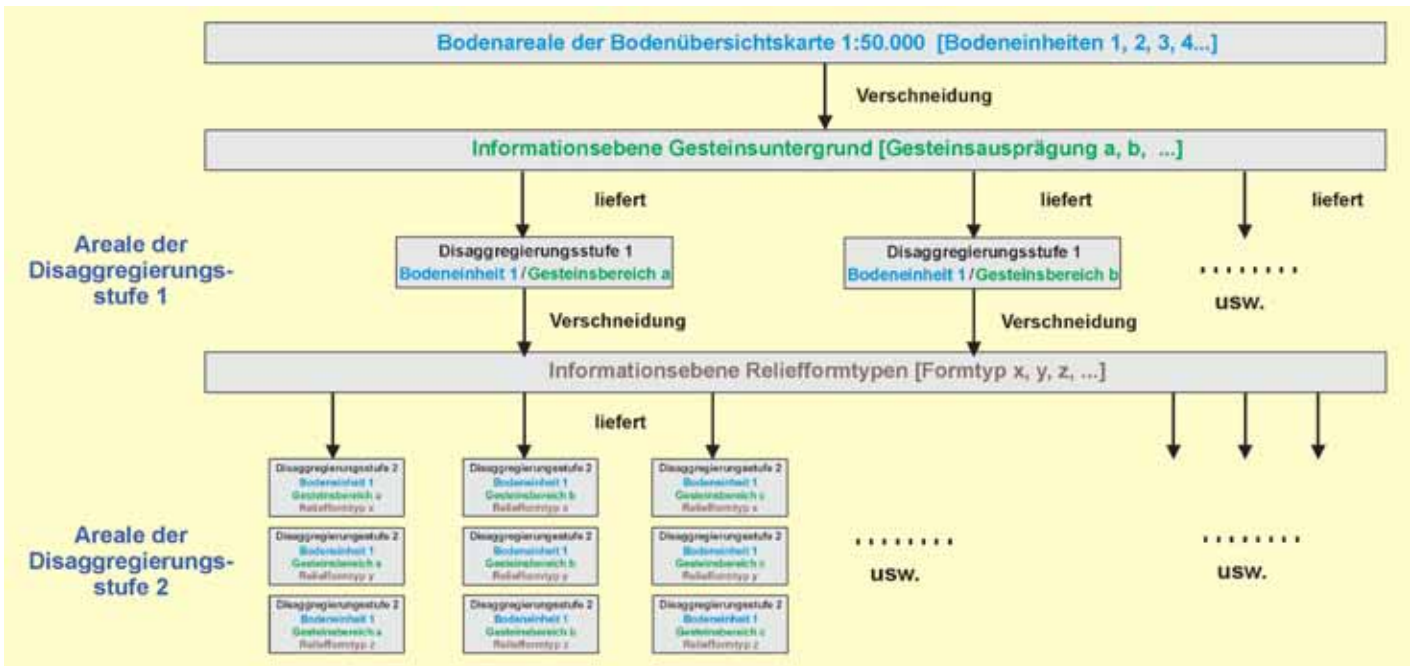 Bodenareale der Bodenübersichtskarte 1:50.000 [Bodeneinheiten 1, 2, 3, 4...]
Verschneidung
Informationsebene Gesteinsuntergrund [Gesteinsausprägung a, b, ...]
liefert
liefert
liefert
Areale der
Disaggregierungs-
stufe 1
Disaggregierungsstufe 1
Bodeneinheit 1/Gesteinsbereich a
Disaggregierungsstufe 1
Bodeneinheit 1/Gesteinsbereich b
........
usw.
Verschneidung
Verschneidung
Informationsebene Reliefformtypen [Formtyp x, y, z, ...]
liefert
Areale der
Disaggregierungs-
stufe 2
Disaggregierungsstufe 2
Bodeneinheit 1
Gesteinsbereich a
Reliefformtyp x
Disaggregierungsstufe 2
Bodeneinheit 1
Gesteinsbereich b
Reliefformtyp x
Disaggregierungsstufe 2
Bodeneinheit 1
Gesteinsbereich c
Reliefformtyp x
Disaggregierungsstufe 2
Bodeneinheit 1
Gesteinsbereich a
Reliefformtyp y
Disaggregierungsstufe 2
Bodeneinheit 1
Gesteinsbereich b
Reliefformtyp y
Disaggregierungsstufe 2
Bodeneinheit 1
Gesteinsbereich c
Reliefformtyp y
Disaggregierungsstufe 2
Bodeneinheit 1
Gesteinsbereich a
Reliefformtyp z
Disaggregierungsstufe 2
Bodeneinheit 1
Gesteinsbereich b
Reliefformtyp z
Disaggregierungsstufe 2
Bodeneinheit 1
Gesteinsbereich c
Reliefformtyp z
........
usw.
........
usw.